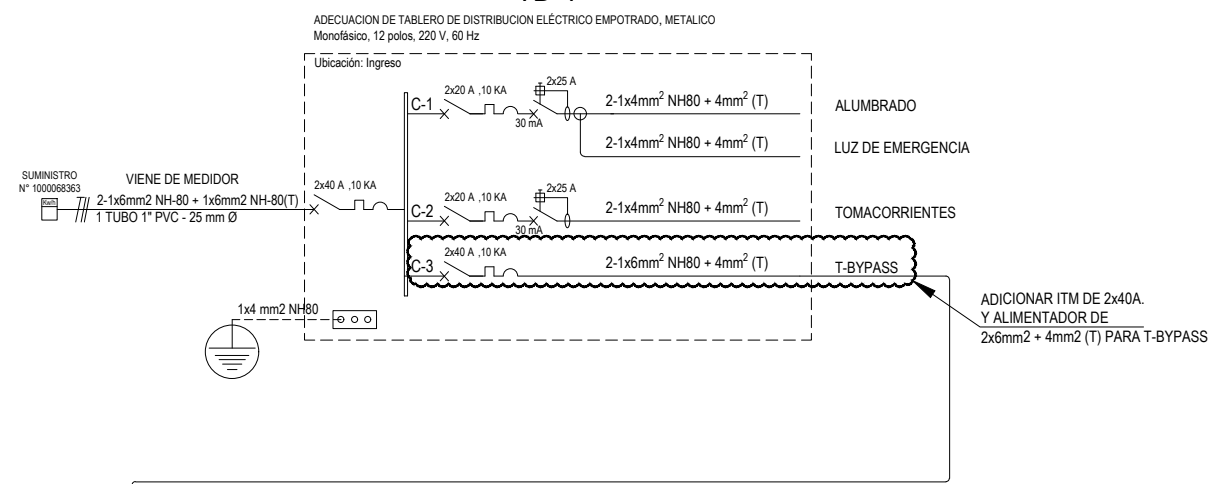 ADECUACION DE TABLERO DE DISTRIBUCION ELÉCTRICO EMPOTRADO, METALICO
Monofásico, 12 polos, 220 V, 60 Hz
Ubicación: Ingreso
C-1
2x20 A ,10 KA
2x25 A
30 mA
2-1x4mm² NH80 + 4mm² (T)
ALUMBRADO
2-1x4mm² NH80 + 4mm² (T)
LUZ DE EMERGENCIA
SUMINISTRO
N° 1000068363
Kw/h
VIENE DE MEDIDOR
2-1x6mm2 NH-80 + 1x6mm2 NH-80(T)
1 TUBO 1" PVC - 25 mm Ø
2x40 A ,10 KA
C-2
2x20 A ,10 KA
2x25 A
30 mA
2-1x4mm² NH80 + 4mm² (T)
TOMACORRIENTES
C-3
2x40 A ,10 KA
2-1x6mm² NH80 + 4mm² (T)
T-BYPASS
1x4 mm2 NH80
ADICIONAR ITM DE 2x40A.
Y ALIMENTADOR DE
2x6mm2 + 4mm2 (T) PARA T-BYPASS